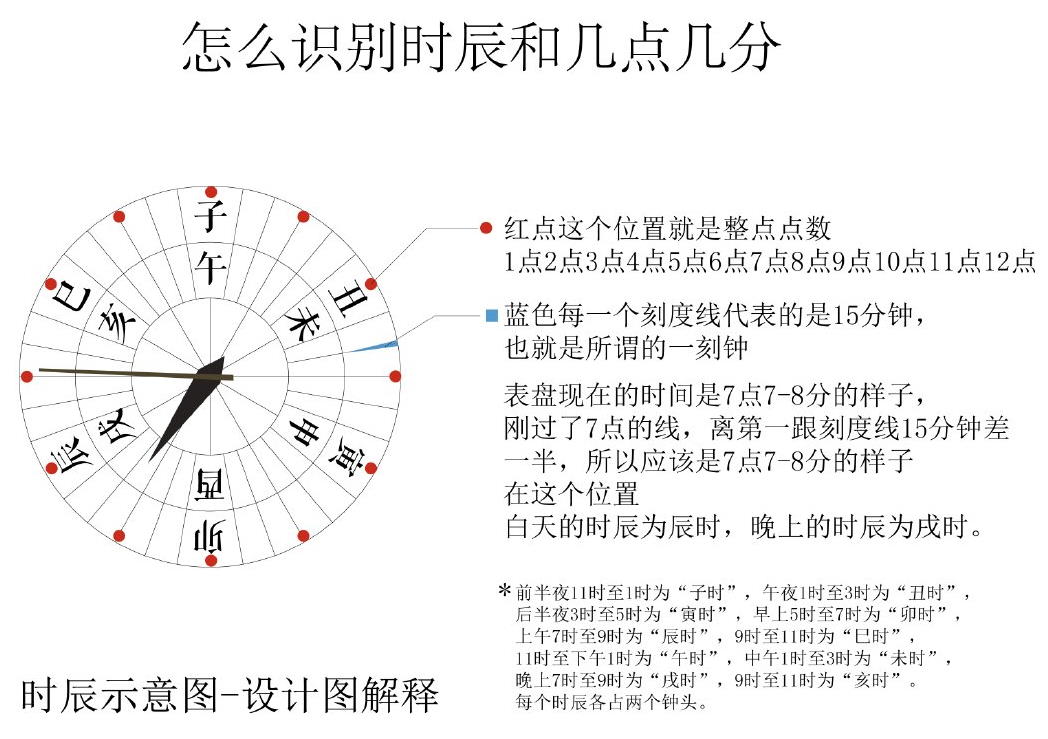 怎么识别时辰和几点几分
子
午
丑
未
寅
申
卯
酉
辰
戌
巳
亥
红点这个位置就是整点点数
1点2点3点4点5点6点7点8点9点10点11点12点
蓝色每一个刻度线代表的是15分钟，
也就是所谓的一刻钟
表盘现在的时间是7点7-8分的样子，
刚过了7点的线，离第一跟刻度线15分钟差
一半，所以应该是7点7-8分的样子
在这个位置
白天的时辰为辰时，晚上的时辰为戌时。
*前半夜11时至1时为“子时”，午夜1时至3时为“丑时”，
后半夜3时至5时为“寅时”，早上5时至7时为“卯时”，
上午7时至9时为“辰时”，9时至11时为“巳时”，
11时至下午1时为“午时”，中午1时至3时为“未时”，
晚上7时至9时为“戌时”，9时至11时为“亥时”。
每个时辰各占两个钟头。
时辰示意图-设计图解释